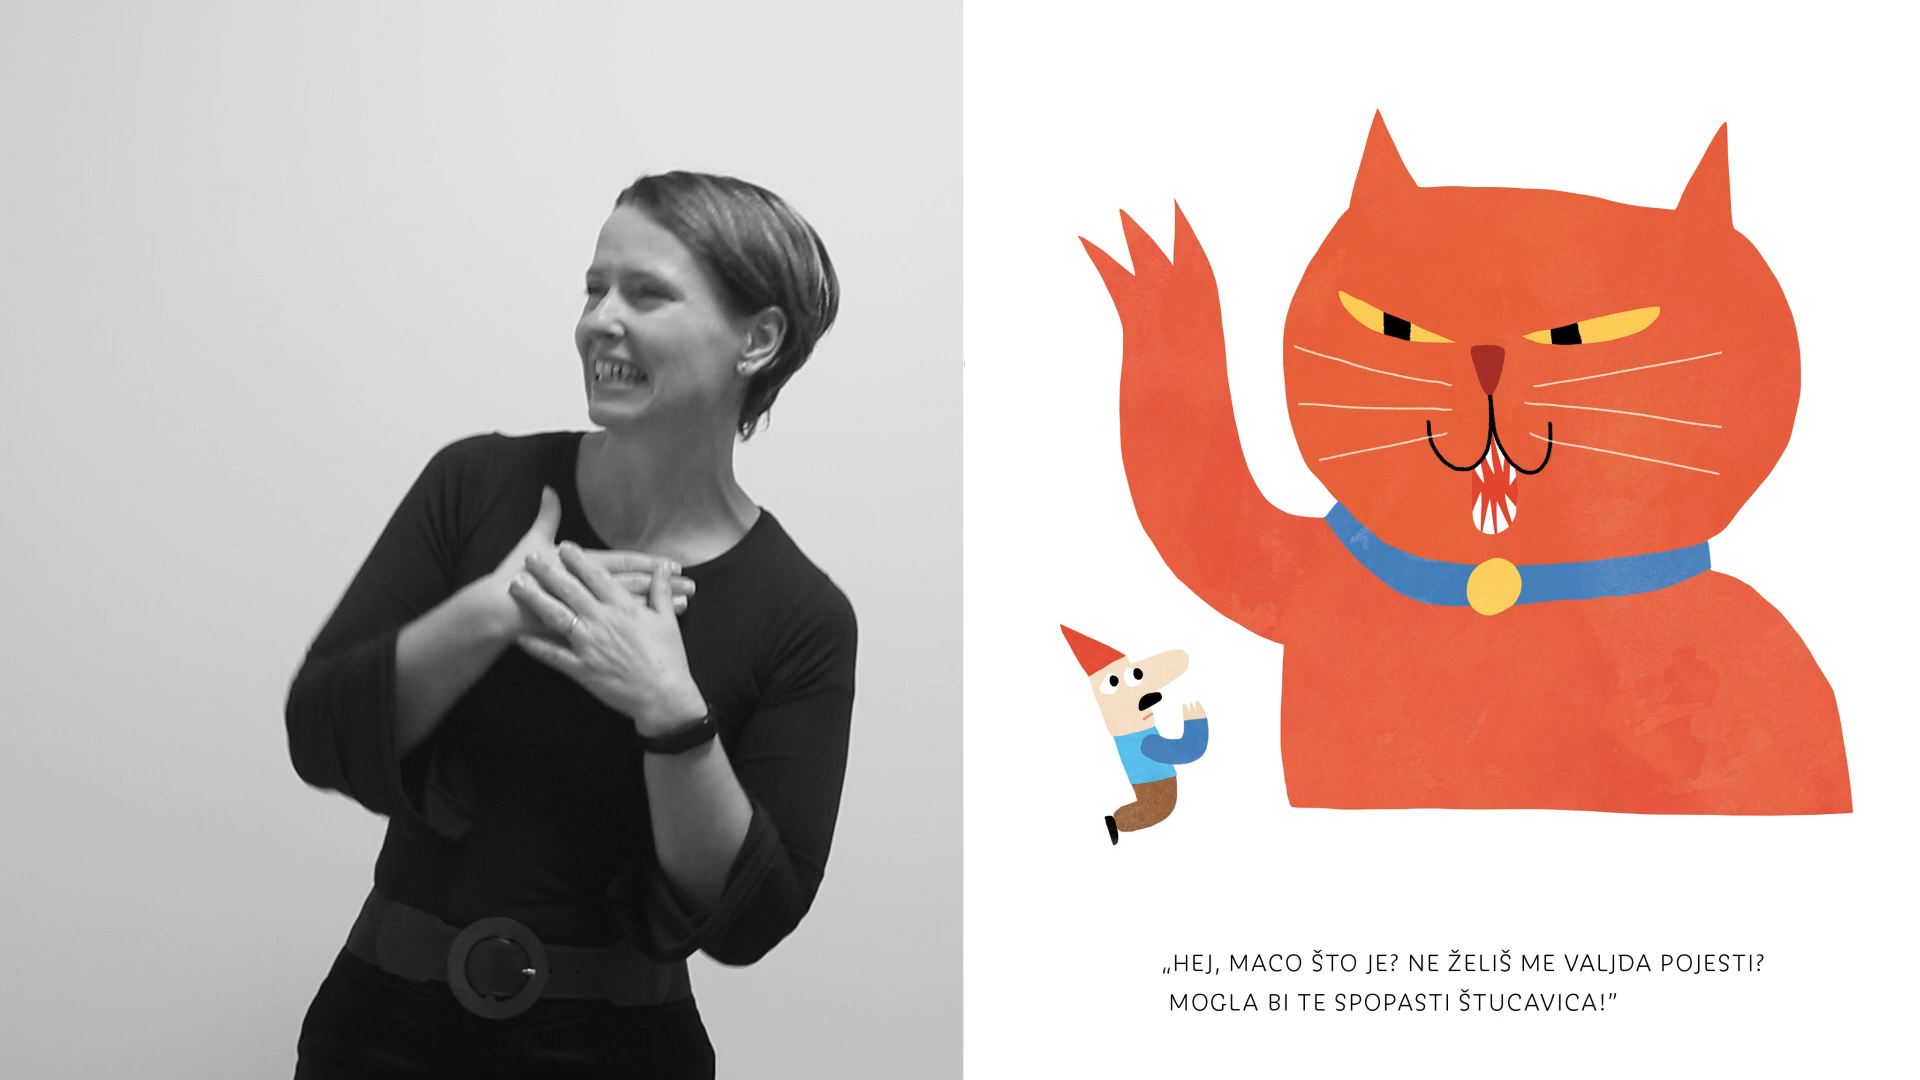 „HEJ, MACO ŠTO JE? NE ŽELIŠ ME VALJDA POJESTI?
MOGLA BI TE SPOPASTI ŠTUCAVICA!”